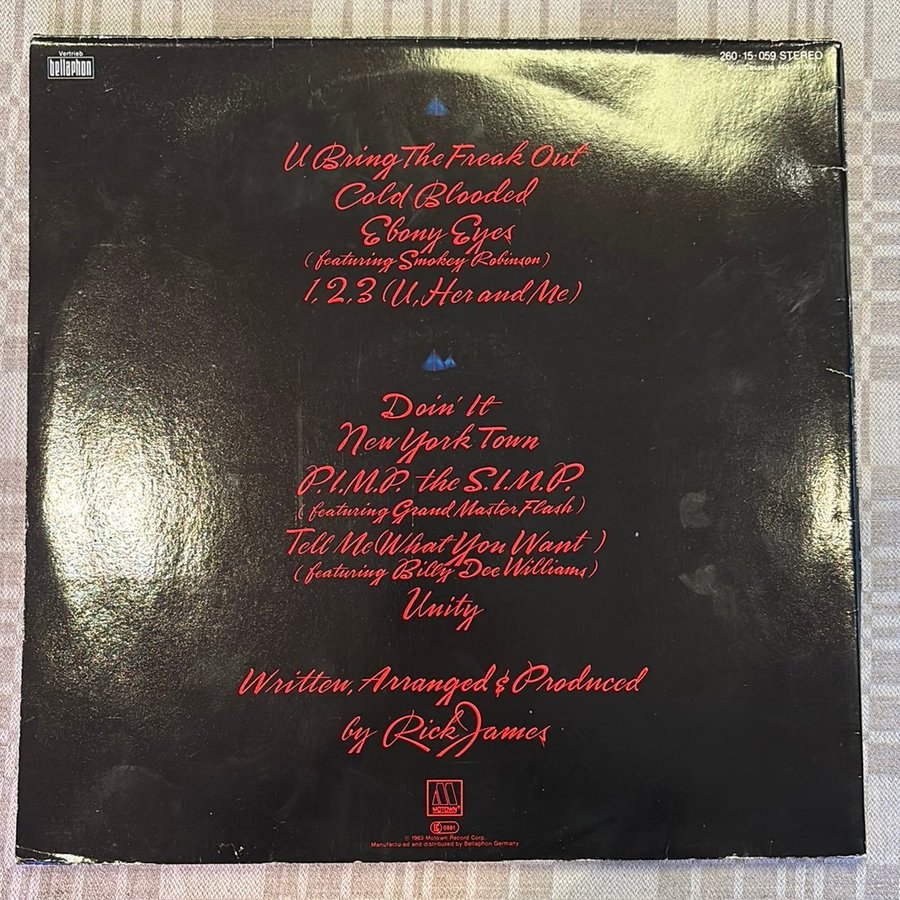 Vertrieb
bellaphon
260·15·059 STEREO
U Bring The Freak Out
Cold Blooded
Ebony Eyes
(featuring Smokey Robinson)
1, 2, 3 (U, Her and Me)
Doin' It
New York Town
P.I.M.P. the S.I.M.P.
(featuring Grand Master Flash)
Tell Me (What You Want)
(featuring Billy Dee Williams)
Unity
Written, Arranged & Produced
by Rick James
M
MOTOWN®
LC 0881
© 1983 Motown Record Corp.
Manufactured and distributed by Bellaphon Germany